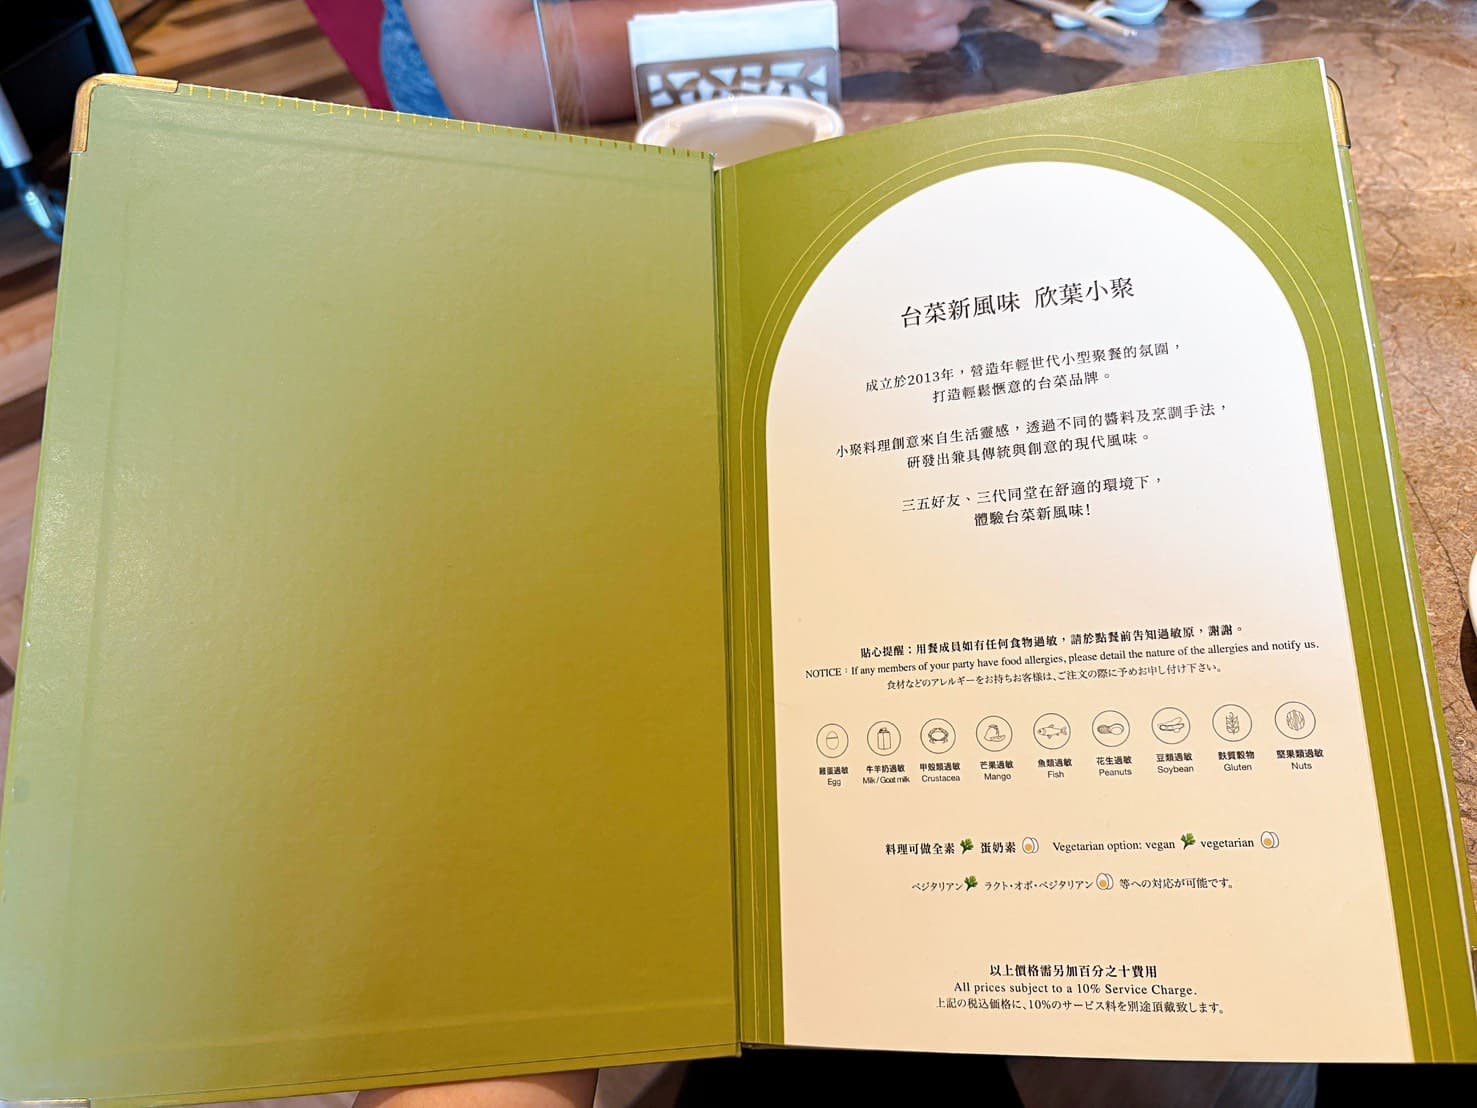 台菜新風味 欣葉小聚
成立於2013年，營造年輕世代小型聚餐的氛圍，
打造輕鬆愜意的台菜品牌。
小聚料理創意來自生活靈感，透過不同的醬料及烹調手法，
研發出兼具傳統與創意的現代風味。
三五好友、三代同堂在舒適的環境下，
體驗台菜新風味！
貼心提醒：用餐成員如有任何食物過敏，請於點餐前告知過敏原，謝謝。
NOTICE：If any members of your party have food allergies, please detail the nature of the allergies and notify us.
食材などのアレルギーをお持ちお客様は、ご注文の際に予めお申し付け下さい。
雞蛋過敏 牛羊奶過敏 甲殼類過敏 芒果過敏 魚類過敏 花生過敏 豆類過敏 麩質穀物 堅果類過敏
Egg Milk / Goat milk Crustacea Mango Fish Peanuts Soybean Gluten Nuts
料理可做全素 蛋奶素 Vegetarian option: vegan vegetarian
ベジタリアン ラクト・オボ・ベジタリアン 等への対応が可能です。
以上價格需另加百分之十費用
All prices subject to a 10% Service Charge.
上記の税込価格に、10%のサービス料を別途頂戴致します。